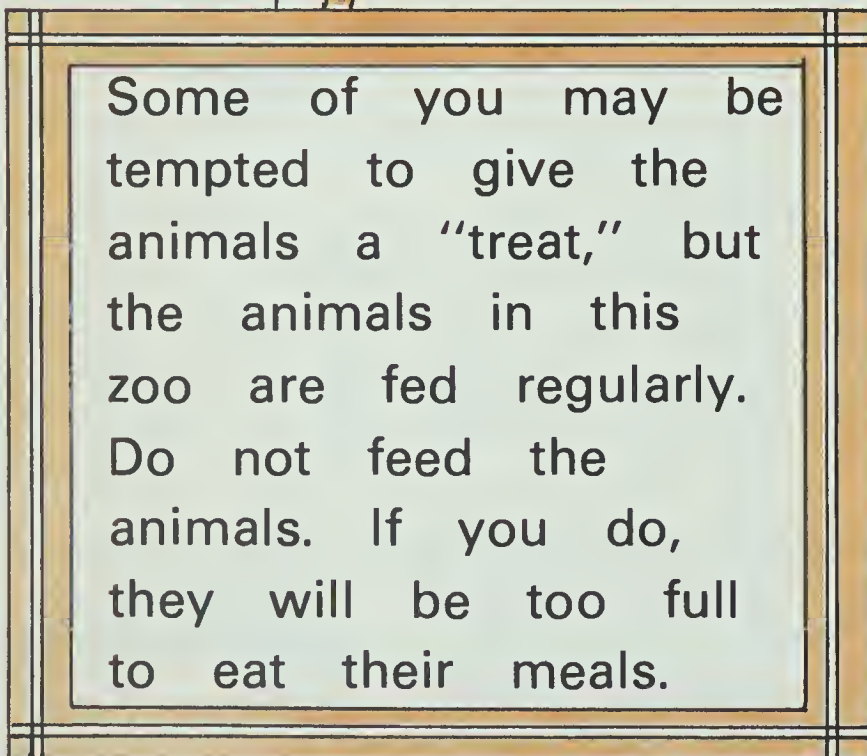 Some of you may be
tempted to give the
animals a "treat," but
the animals in this
zoo are fed regularly.
Do not feed the
animals. If you do,
they will be too full
to eat their meals.